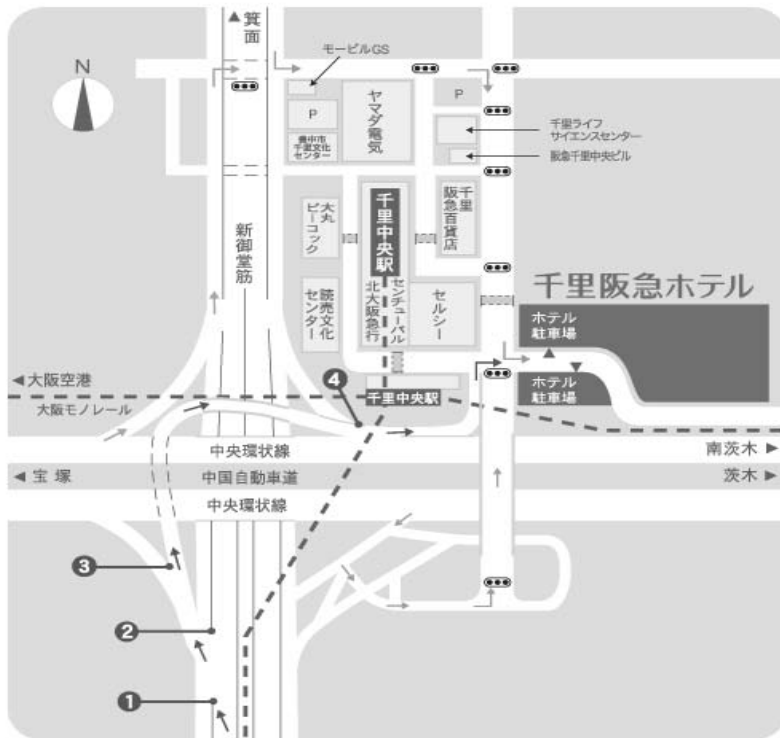 ▲箕面
N
モービルGS
P
ヤマダ電気
P
豊中市
千里文化
センター
千里ライフ
サイエンスセンター
阪急千里中央ビル
新御堂筋
大丸
ピーコック
千里中央駅
千里
阪急百貨店
読売文化
センター
北大阪急行
センチューパル
セルシー
千里阪急ホテル
ホテル
駐車場
ホテル
駐車場
◀大阪空港
大阪モノレール
千里中央駅
4
中央環状線
南茨木▶
◀宝塚
中国自動車道
茨木▶
中央環状線
3
2
1